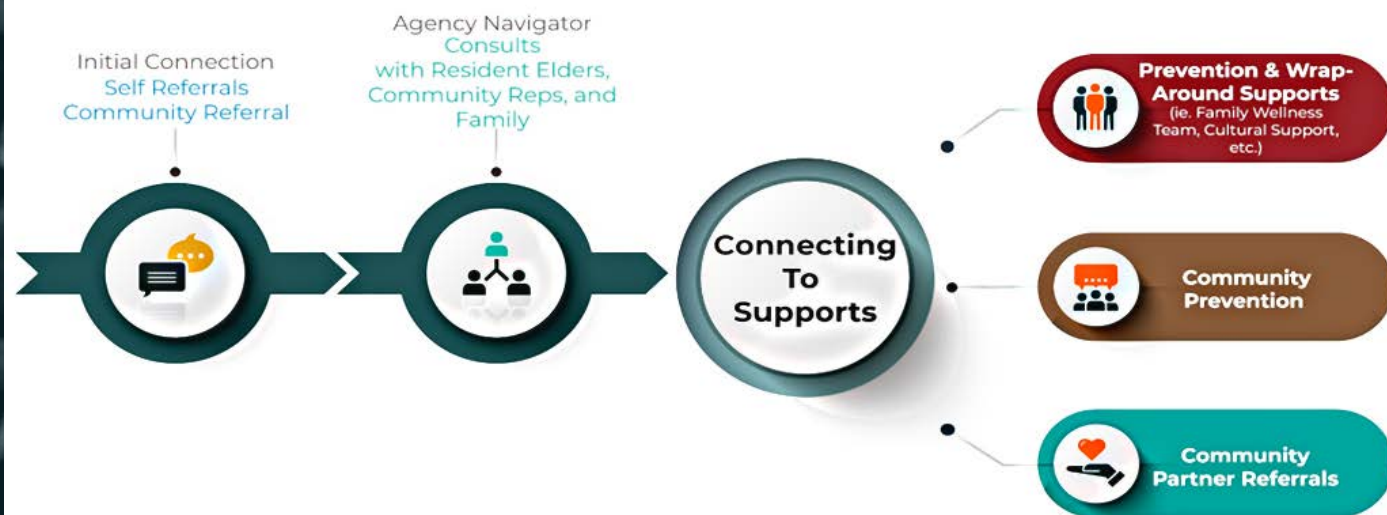 Initial Connection
Self Referrals
Community Referral
Agency Navigator
Consults
with Resident Elders,
Community Reps, and
Family
Connecting
To
Supports
Prevention & Wrap-
Around Supports
(ie. Family Wellness
Team, Cultural Support,
etc.)
Community
Prevention
Community
Partner Referrals